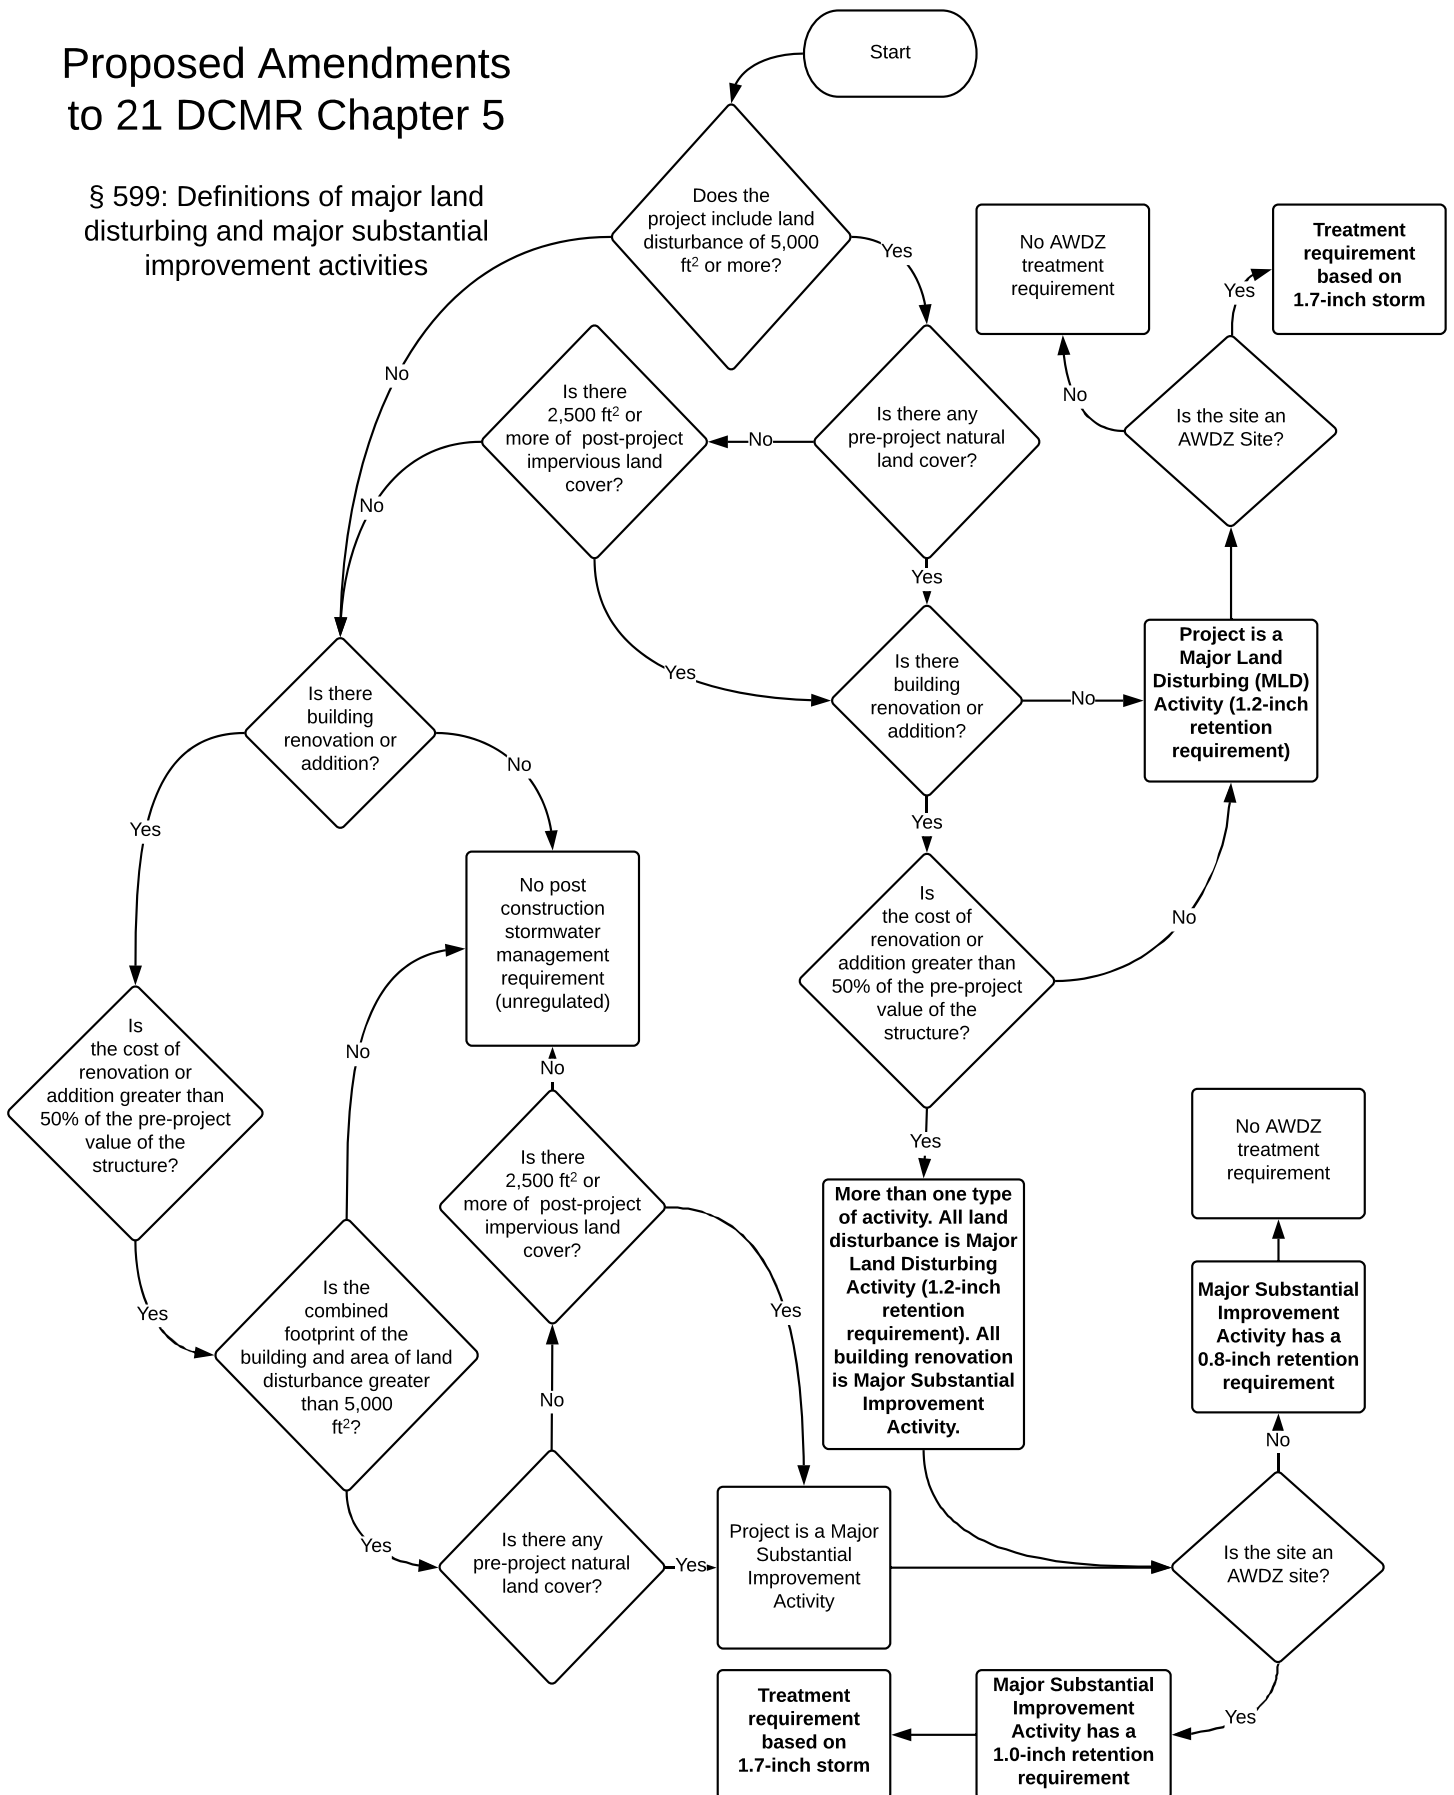 Proposed Amendments
to 21 DCMR Chapter 5
§ 599: Definitions of major land
disturbing and major substantial
improvement activities
Start
Does the
project include land
disturbance of 5,000
ft² or more?
Yes
No
No AWDZ
treatment
requirement
Treatment
requirement
based on
1.7-inch storm
Yes
No
Is the site an
AWDZ Site?
Is there
2,500 ft² or
more of  post-project
impervious land
cover?
No
Is there any
pre-project natural
land cover?
No
Yes
Yes
Is there
building
renovation or
addition?
No
Project is a
Major Land
Disturbing (MLD)
Activity (1.2-inch
retention
requirement)
Is there
building
renovation or
addition?
No
Yes
Yes
No post
construction
stormwater
management
requirement
(unregulated)
Is
the cost of
renovation or
addition greater than
50% of the pre-project
value of the
structure?
No
Yes
Is
the cost of
renovation or
addition greater than
50% of the pre-project
value of the
structure?
No
No
Yes
Is there
2,500 ft² or
more of  post-project
impervious land
cover?
Yes
Is the
combined
footprint of the
building and area of land
disturbance greater
than 5,000
ft²?
No
Yes
More than one type
of activity. All land
disturbance is Major
Land Disturbing
Activity (1.2-inch
retention
requirement). All
building renovation
is Major Substantial
Improvement
Activity.
No AWDZ
treatment
requirement
Major Substantial
Improvement
Activity has a
0.8-inch retention
requirement
No
Is there any
pre-project natural
land cover?
Yes
Project is a Major
Substantial
Improvement
Activity
Is the site an
AWDZ site?
Yes
Treatment
requirement
based on
1.7-inch storm
Major Substantial
Improvement
Activity has a
1.0-inch retention
requirement